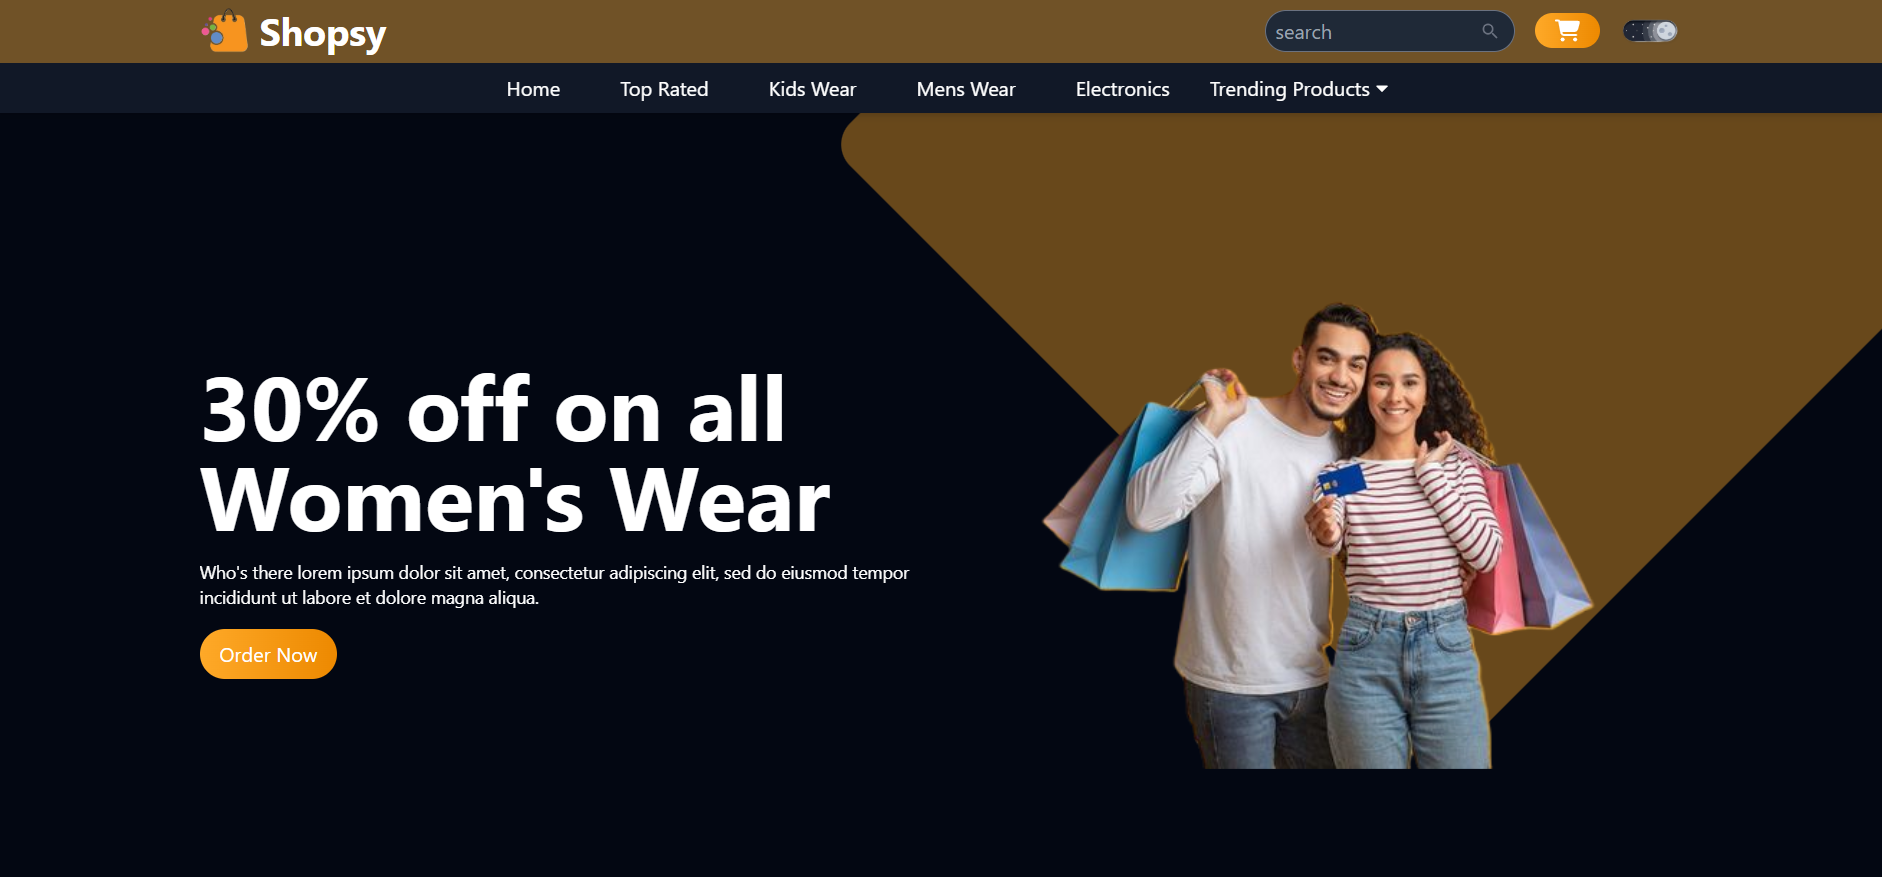 Shopsy
search
Home
Top Rated
Kids Wear
Mens Wear
Electronics
Trending Products
30% off on all
Women's Wear
Who's there lorem ipsum dolor sit amet, consectetur adipiscing elit, sed do eiusmod tempor
incididunt ut labore et dolore magna aliqua.
Order Now